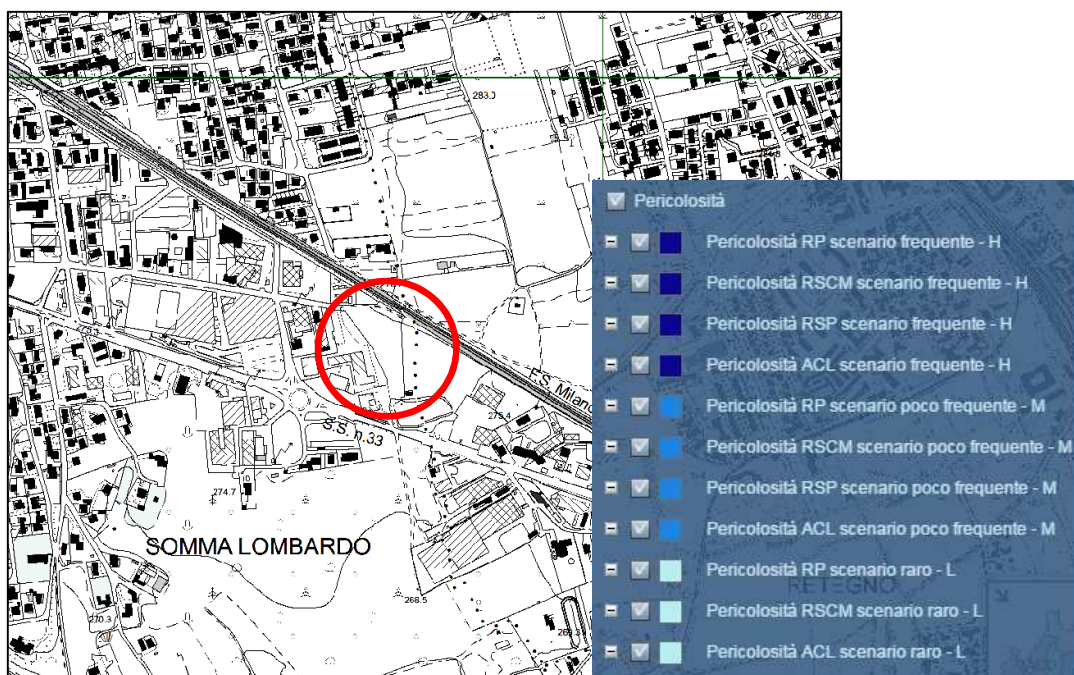 286.8
283.0
F.S. Milano
S.S. n.33
275.4
274.7
SOMMA LOMBARDO
268.5
270.3
Pericolosità
Pericolosità RP scenario frequente - H
Pericolosità RSCM scenario frequente - H
Pericolosità RSP scenario frequente - H
Pericolosità ACL scenario frequente - H
Pericolosità RP scenario poco frequente - M
Pericolosità RSCM scenario poco frequente - M
Pericolosità RSP scenario poco frequente - M
Pericolosità ACL scenario poco frequente - M
Pericolosità RP scenario raro - L
RETEGNO
Pericolosità RSCM scenario raro - L
Pericolosità ACL scenario raro - L